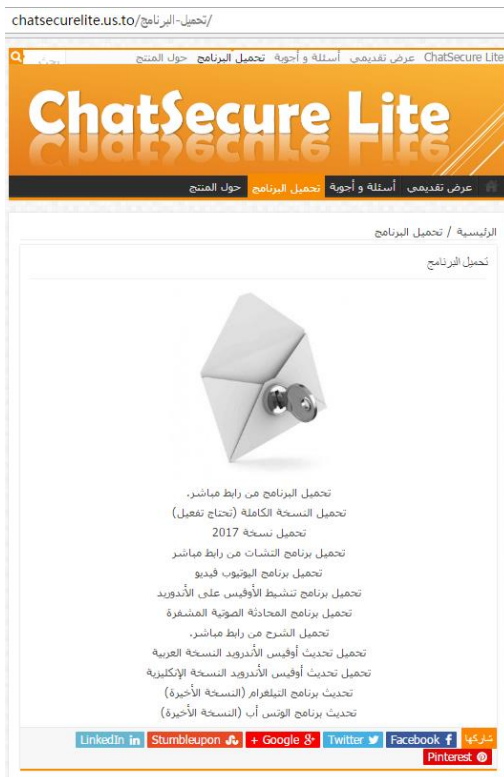 chatsecurelite.us.to/تحميل-البرنامج/
ChatSecure Lite عرض تقديمي أسئلة و أجوبة تحميل البرنامج حول المنتج بحث
ChatSecure Lite
عرض تقديمي أسئلة و أجوبة تحميل البرنامج حول المنتج
الرئيسية / تحميل البرنامج
تحميل البرنامج
تحميل البرنامج من رابط مباشر.
تحميل النسخة الكاملة (تحتاج تفعيل)
تحميل نسخة 2017
تحميل برنامج التشات من رابط مباشر
تحميل برنامج اليوتيوب فيديو
تحميل برنامج تنشيط الأوفيس على الأندوريد
تحميل برنامج المحادثة الصوتية المشفرة
تحميل الشرح من رابط مباشر.
تحميل تحديث أوفيس الأندرويد النسخة العربية
تحميل تحديث أوفيس الأندرويد النسخة الإنكليزية
تحديث برنامج التيلغرام (النسخة الأخيرة)
تحديث برنامج الوتس أب (النسخة الأخيرة)
شاركها Facebook Twitter Google + Stumbleupon LinkedIn
Pinterest